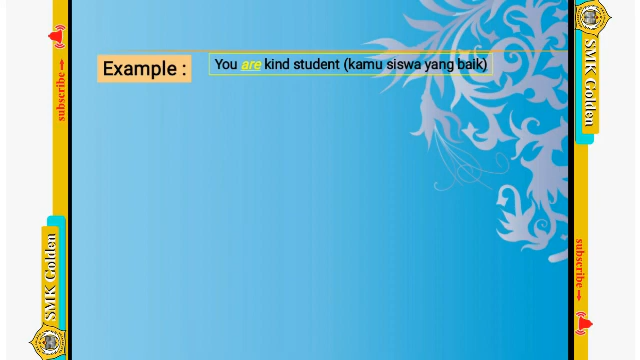 Example :
You are kind student (kamu siswa yang baik)
subscribe
SMK Golden
SMK Golden
subscribe